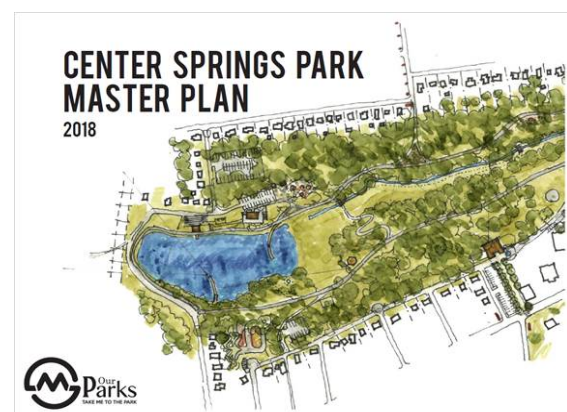 CENTER SPRINGS PARK
MASTER PLAN
2018
Our
Parks
TAKE ME TO THE PARK